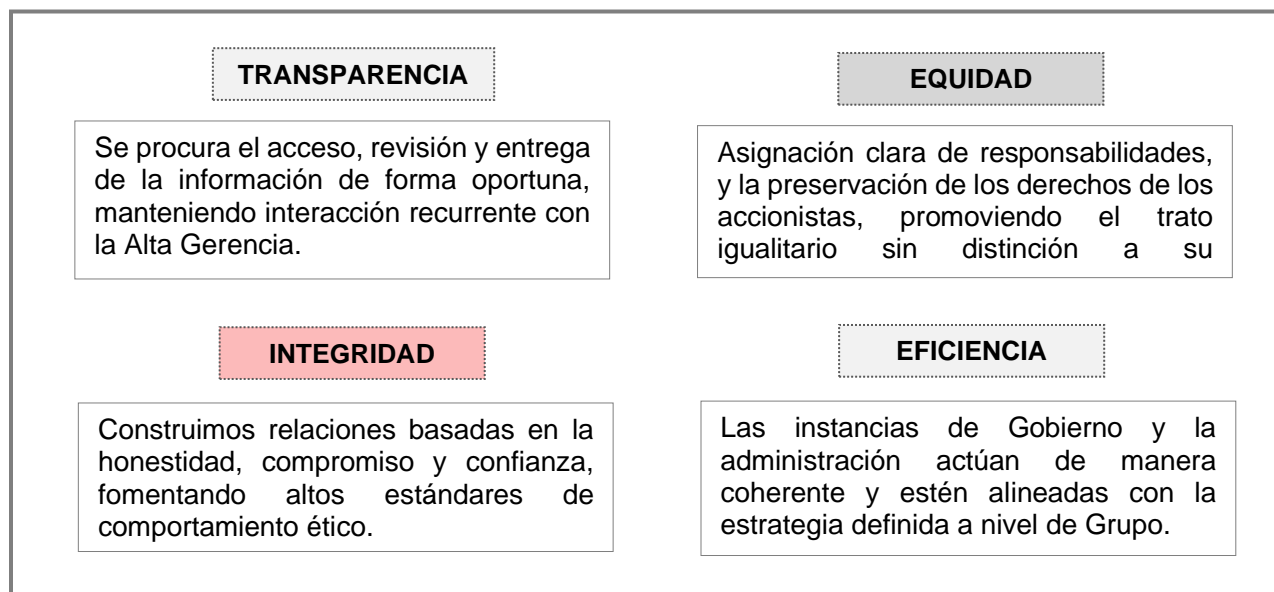 TRANSPARENCIA
Se procura el acceso, revisión y entrega
de la información de forma oportuna,
manteniendo interacción recurrente con
la Alta Gerencia.
EQUIDAD
Asignación clara de responsabilidades,
y la preservación de los derechos de los
accionistas, promoviendo el trato
igualitario sin distinción a su
INTEGRIDAD
Construimos relaciones basadas en la
honestidad, compromiso y confianza,
fomentando altos estándares de
comportamiento ético.
EFICIENCIA
Las instancias de Gobierno y la
administración actúan de manera
coherente y estén alineadas con la
estrategia definida a nivel de Grupo.